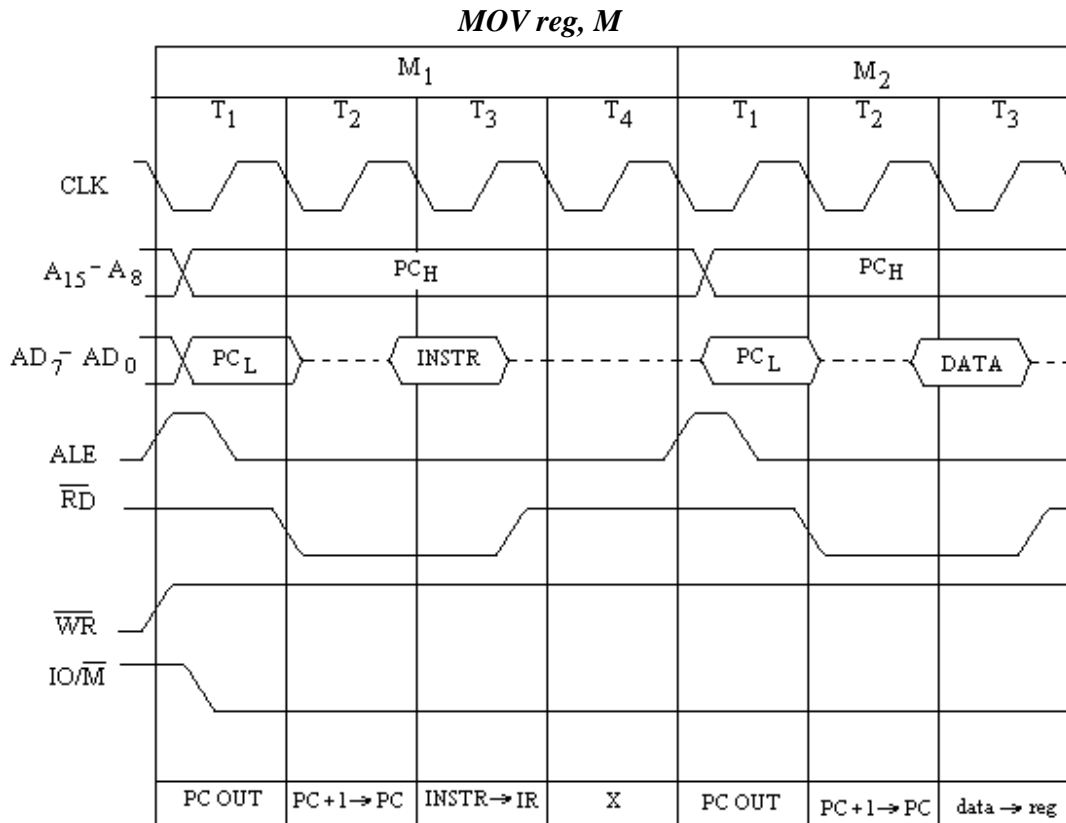 MOV reg, M
M1 M2
T1 T2 T3 T4 T1 T2 T3
CLK
A15 - A8 PCH PCH
AD7 - AD0 PCL INSTR PCL DATA
ALE
RD
WR
IO/M
PC OUT PC+1→PC INSTR→IR X PC OUT PC+1→PC data→reg